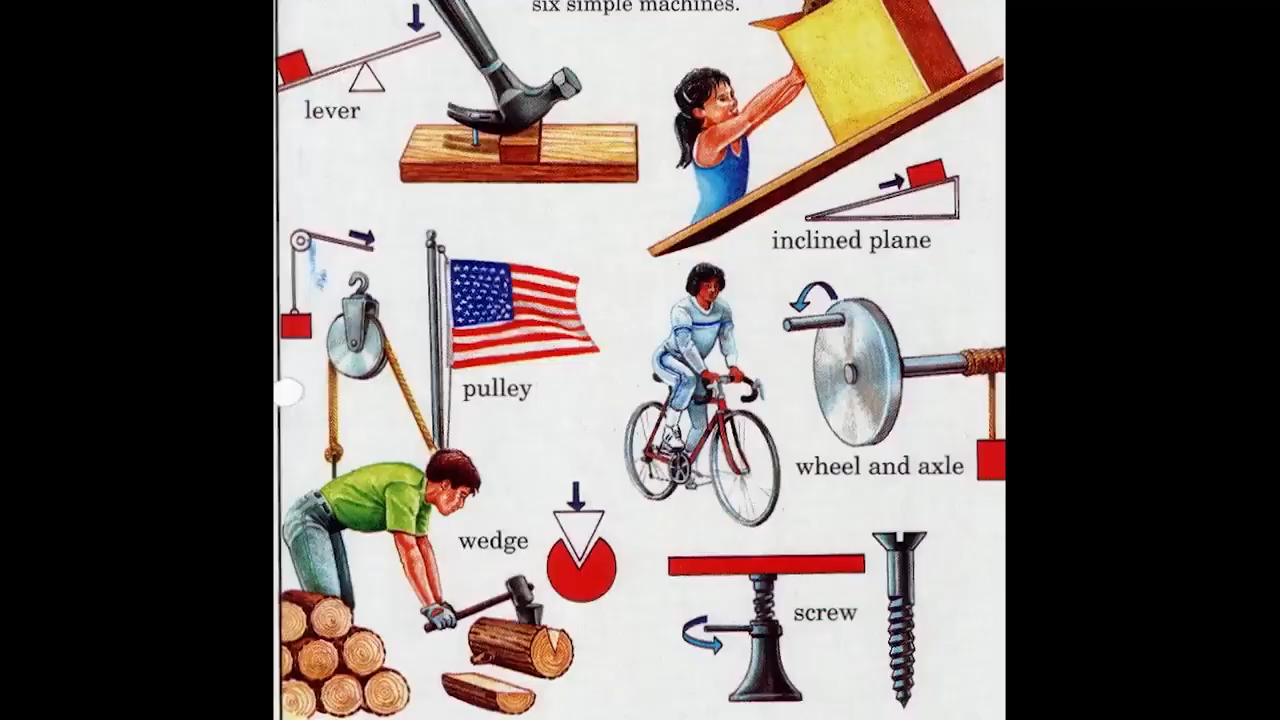 six simple machines.
lever
inclined plane
pulley
wheel and axle
wedge
screw